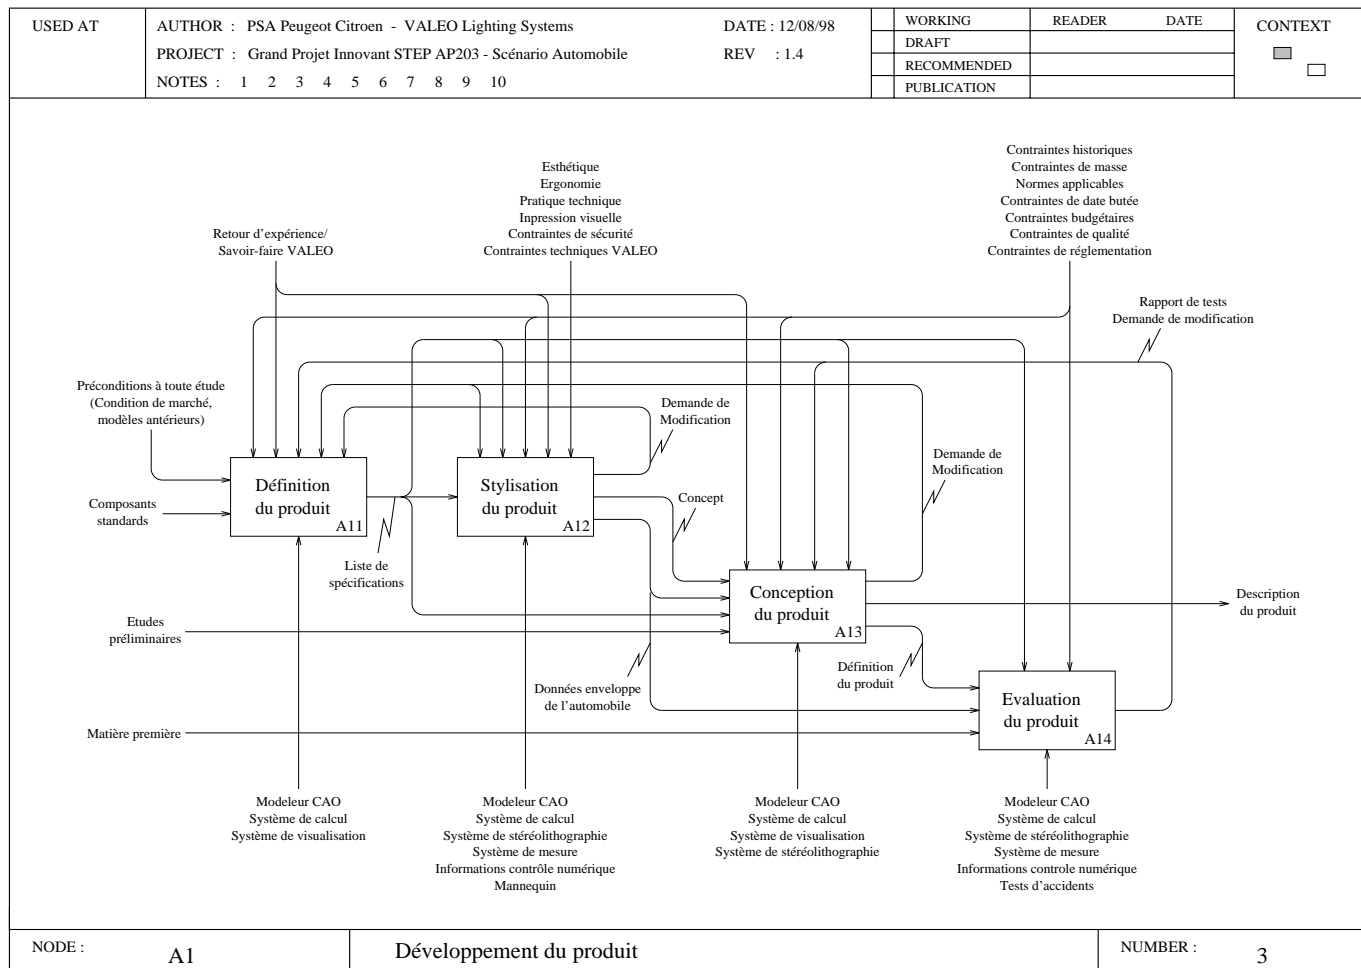 USED AT
AUTHOR : PSA Peugeot Citroen - VALEO Lighting Systems
DATE : 12/08/98
PROJECT : Grand Projet Innovant STEP AP203 - Scénario Automobile
REV : 1.4
NOTES : 1 2 3 4 5 6 7 8 9 10
WORKING
READER DATE
DRAFT
RECOMMENDED
PUBLICATION
CONTEXT
Retour d'expérience/
Savoir-faire VALEO
Esthétique
Ergonomie
Pratique technique
Inpression visuelle
Contraintes de sécurité
Contraintes techniques VALEO
Contraintes historiques
Contraintes de masse
Normes applicables
Contraintes de date butée
Contraintes budgétaires
Contraintes de qualité
Contraintes de réglementation
Rapport de tests
Demande de modification
Préconditions à toute étude
(Condition de marché,
modèles antérieurs)
Composants
standards
Définition
du produit
A11
Liste de
spécifications
Stylisation
du produit
A12
Demande de
Modification
Concept
Demande de
Modification
Conception
du produit
A13
Description
du produit
Etudes
préliminaires
Données enveloppe
de l'automobile
Définition
du produit
Evaluation
du produit
A14
Matière première
Modeleur CAO
Système de calcul
Système de visualisation
Modeleur CAO
Système de calcul
Système de stéréolithographie
Système de mesure
Informations contrôle numérique
Mannequin
Modeleur CAO
Système de calcul
Système de visualisation
Système de stéréolithographie
Modeleur CAO
Système de calcul
Système de stéréolithographie
Système de mesure
Informations controle numérique
Tests d'accidents
NODE : A1
Développement du produit
NUMBER : 3